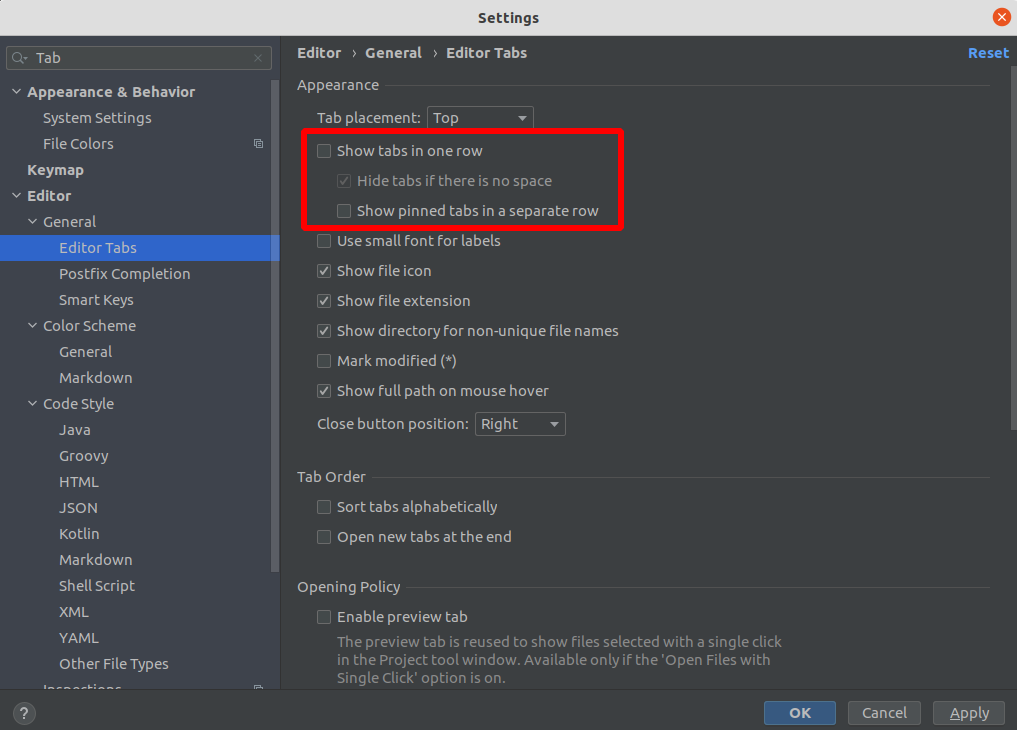 Settings
Tab
Appearance & Behavior
System Settings
File Colors
Keymap
Editor
General
Editor Tabs
Postfix Completion
Smart Keys
Color Scheme
General
Markdown
Code Style
Java
Groovy
HTML
JSON
Kotlin
Markdown
Shell Script
XML
YAML
Other File Types
Inspections
Editor › General › Editor Tabs
Reset
Appearance
Tab placement: Top
Show tabs in one row
Hide tabs if there is no space
Show pinned tabs in a separate row
Use small font for labels
Show file icon
Show file extension
Show directory for non-unique file names
Mark modified (*)
Show full path on mouse hover
Close button position: Right
Tab Order
Sort tabs alphabetically
Open new tabs at the end
Opening Policy
Enable preview tab
The preview tab is reused to show files selected with a single click
in the Project tool window. Available only if the 'Open Files with
Single Click' option is on.
?
OK
Cancel
Apply